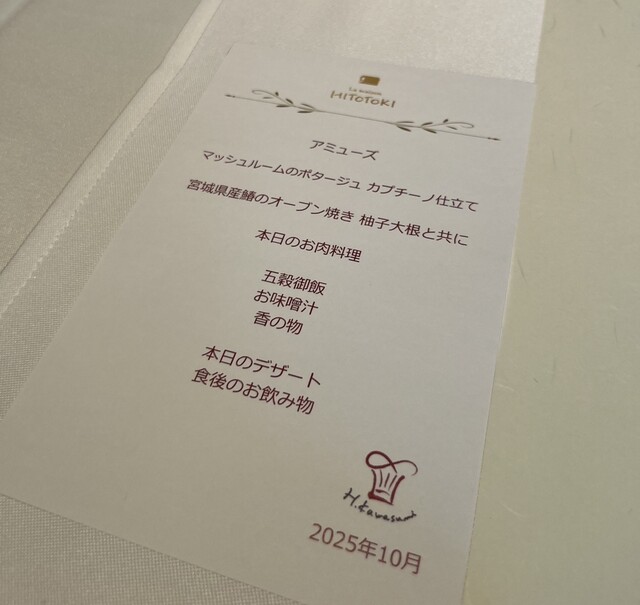 La maison
HITOTOKI
アミューズ
マッシュルームのポタージュ カプチーノ仕立て
宮城県産鰆のオーブン焼き 柚子大根と共に
本日のお肉料理
五穀御飯
お味噌汁
香の物
本日のデザート
食後のお飲み物
2025年10月